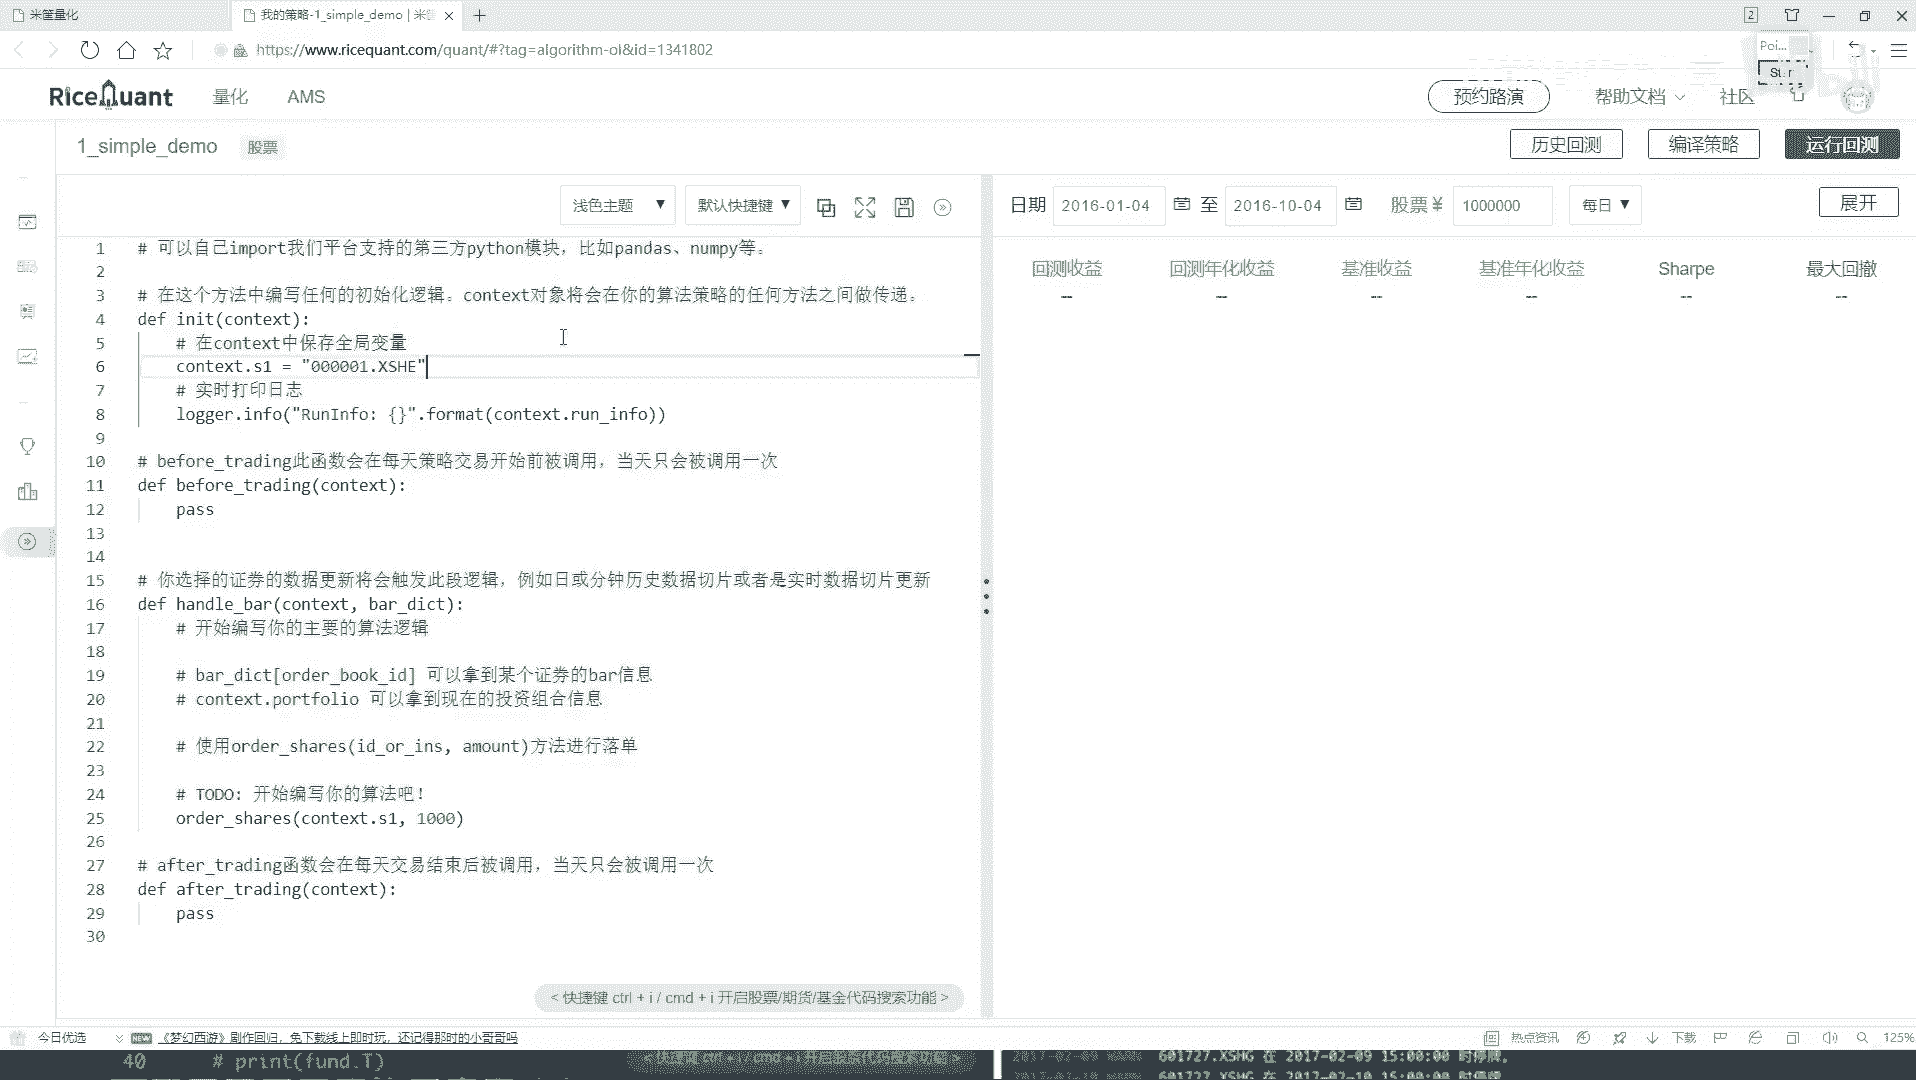 米筐量化
我的策略-1_simple_demo | 米筐
2
https://www.ricequant.com/quant/#?tag=algorithm-ol&id=1341802
Poi...
RiceQuant 量化 AMS
预约路演 帮助文档 社区
1_simple_demo 股票
历史回测 编译策略 运行回测
浅色主题 ▼ 默认快捷键 ▼
日期 2016-01-04 至 2016-10-04 股票¥ 1000000 每日 ▼ 展开
回测收益 回测年化收益 基准收益 基准年化收益 Sharpe 最大回撤
-- -- -- -- -- --
1 # 可以自己import我们平台支持的第三方python模块，比如pandas、numpy等。
2
3 # 在这个方法中编写任何的初始化逻辑。context对象将会在你的算法策略的任何方法之间做传递。
4 def init(context):
5 # 在context中保存全局变量
6 context.s1 = "000001.XSHE"
7 # 实时打印日志
8 logger.info("RunInfo: {}".format(context.run_info))
9
10 # before_trading此函数会在每天策略交易开始前被调用，当天只会被调用一次
11 def before_trading(context):
12 pass
13
14
15 # 你选择的证券的数据更新将会触发此段逻辑，例如日或分钟历史数据切片或者是实时数据切片更新
16 def handle_bar(context, bar_dict):
17 # 开始编写你的主要的算法逻辑
18
19 # bar_dict[order_book_id] 可以拿到某个证券的bar信息
20 # context.portfolio 可以拿到现在的投资组合信息
21
22 # 使用order_shares(id_or_ins, amount)方法进行落单
23
24 # TODO: 开始编写你的算法吧！
25 order_shares(context.s1, 1000)
26
27 # after_trading函数会在每天交易结束后被调用，当天只会被调用一次
28 def after_trading(context):
29 pass
30
< 快捷键 ctrl + i / cmd + i 开启股票/期货/基金代码搜索功能 >
今日优选 NEW 《梦幻西游》剧作回归，免下载线上即时玩，还记得那时的小哥哥吗
热点资讯 下载 125%
40 # print(fund.T)
601727.XSHG 在 2017-02-09 15:00:00 时停牌。
601727.XSHG 在 2017-02-10 15:00:00 时停牌。